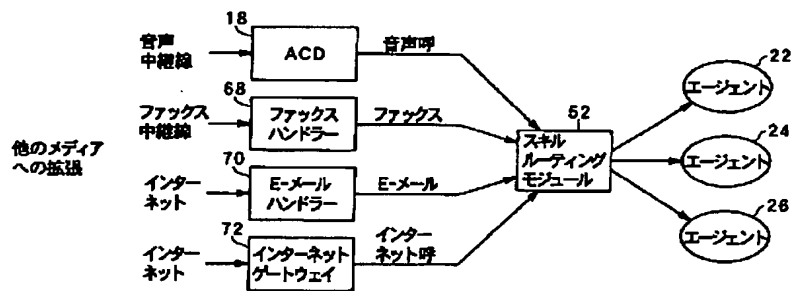 他のメディア
への拡張
音声
中継線
18
ACD
音声呼
ファックス
中継線
68
ファックス
ハンドラー
ファックス
インター
ネット
70
E-メール
ハンドラー
E-メール
インター
ネット
72
インターネット
ゲートウェイ
インター
ネット呼
52
スキル
ルーティング
モジュール
22
エージェント
24
エージェント
26
エージェント